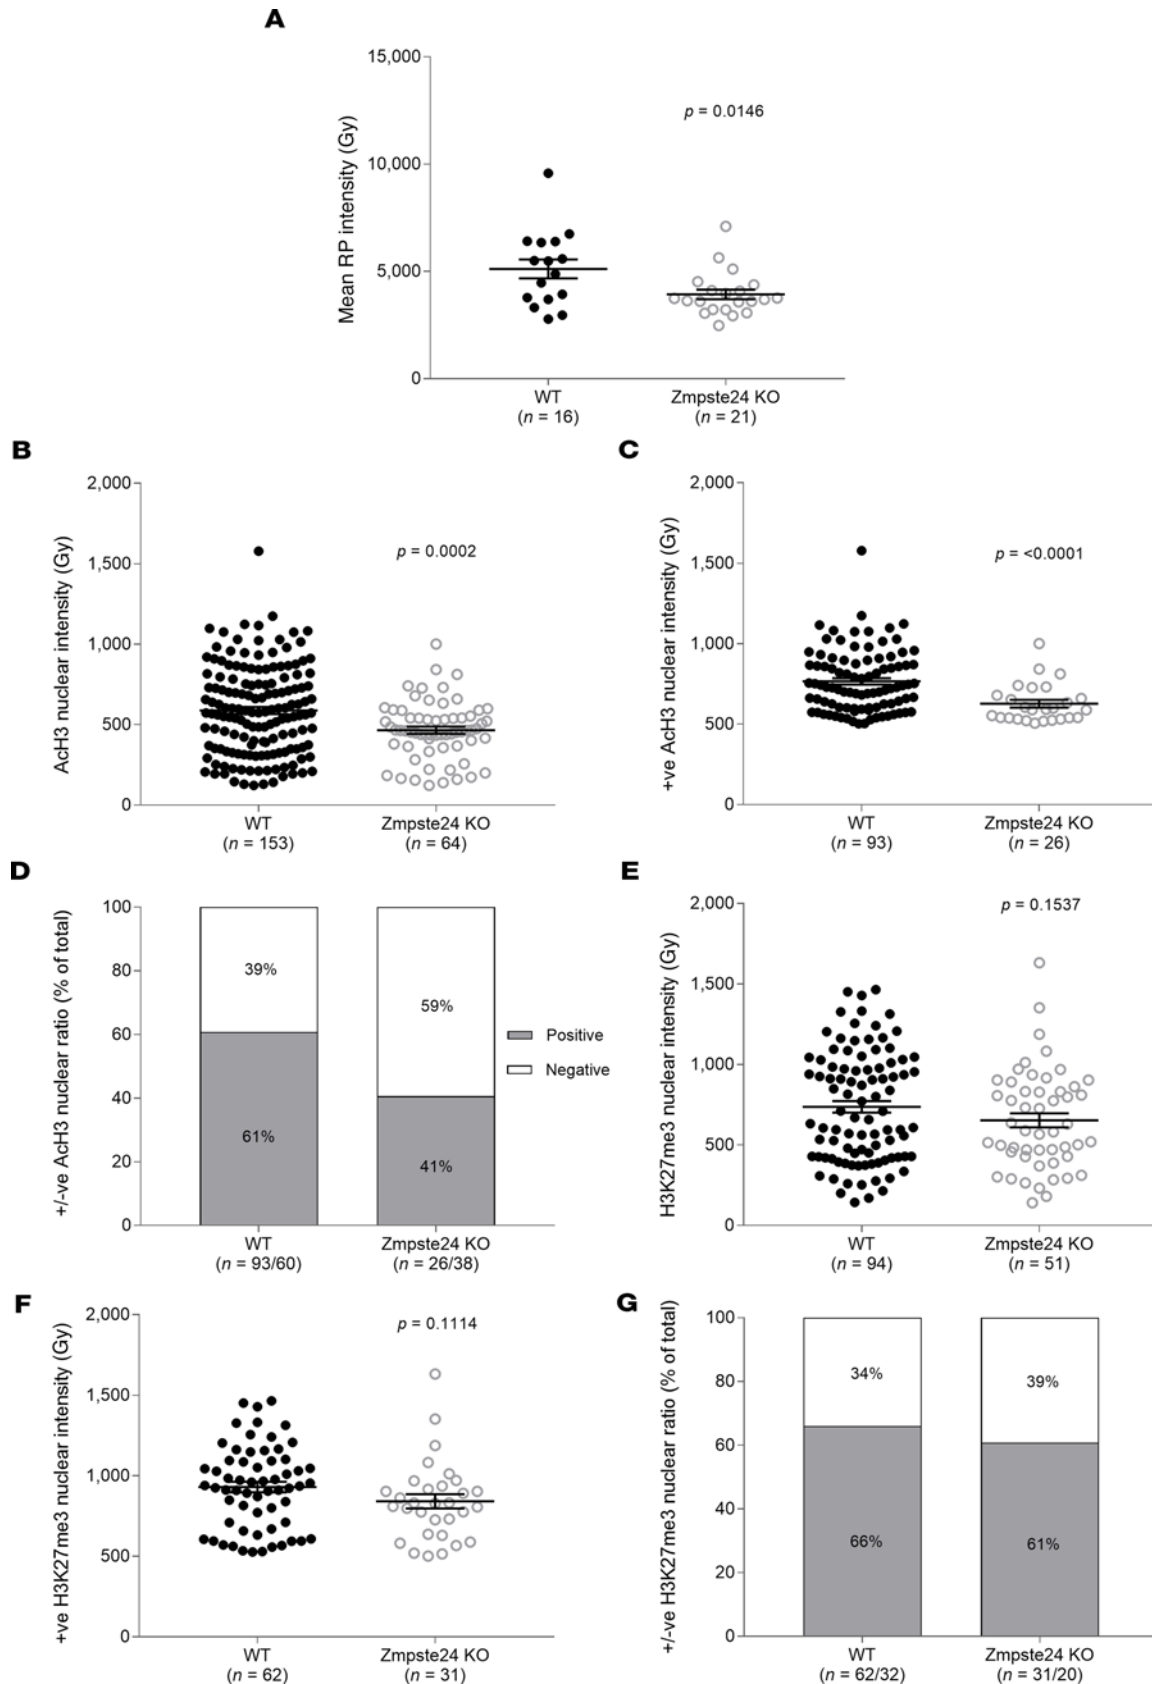 A
15,000
10,000
5,000
0
Mean RP intensity (Gy)
p = 0.0146
WT
(n = 16)
Zmpste24 KO
(n = 21)
B
2,000
1,500
1,000
500
0
AcH3 nuclear intensity (Gy)
p = 0.0002
WT
(n = 153)
Zmpste24 KO
(n = 64)
C
2,000
1,500
1,000
500
0
+ve AcH3 nuclear intensity (Gy)
p = <0.0001
WT
(n = 93)
Zmpste24 KO
(n = 26)
D
100
80
60
40
20
0
+/-ve AcH3 nuclear ratio (% of total)
39%
61%
59%
41%
Positive
Negative
WT
(n = 93/60)
Zmpste24 KO
(n = 26/38)
E
2,000
1,500
1,000
500
0
H3K27me3 nuclear intensity (Gy)
p = 0.1537
WT
(n = 94)
Zmpste24 KO
(n = 51)
F
2,000
1,500
1,000
500
0
+ve H3K27me3 nuclear intensity (Gy)
p = 0.1114
WT
(n = 62)
Zmpste24 KO
(n = 31)
G
100
80
60
40
20
0
+/-ve H3K27me3 nuclear ratio (% of total)
34%
66%
39%
61%
WT
(n = 62/32)
Zmpste24 KO
(n = 31/20)